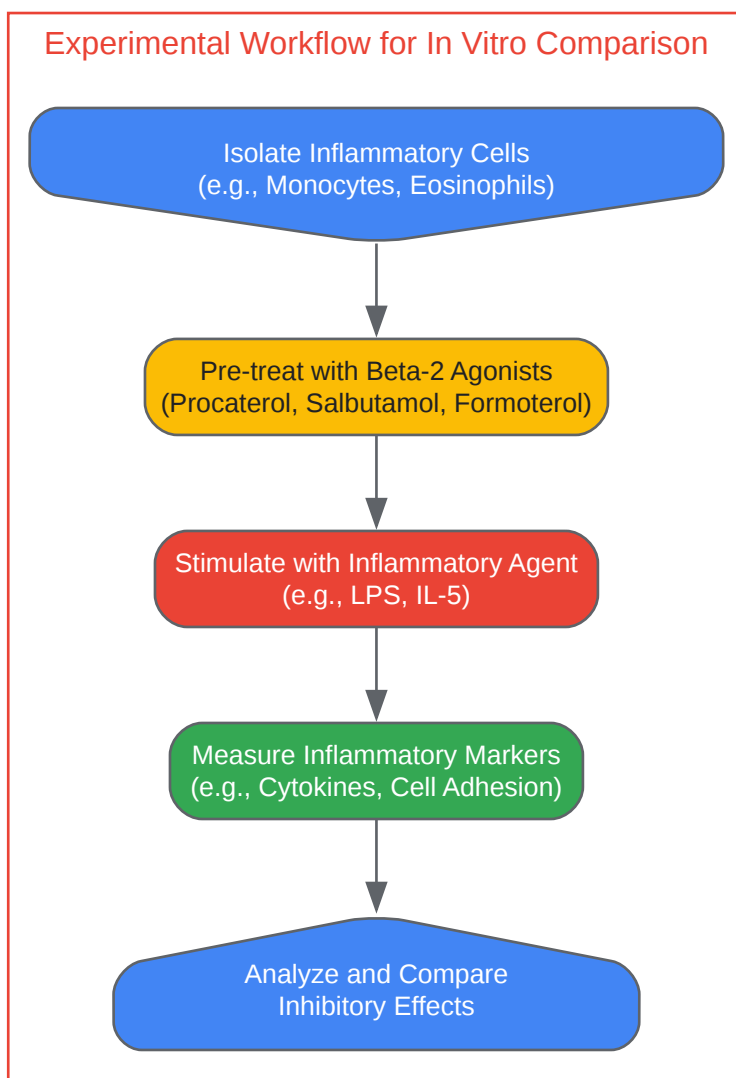 Experimental Workflow for In Vitro Comparison
Isolate Inflammatory Cells
(e.g., Monocytes, Eosinophils)
Pre-treat with Beta-2 Agonists
(Procaterol, Salbutamol, Formoterol)
Stimulate with Inflammatory Agent
(e.g., LPS, IL-5)
Measure Inflammatory Markers
(e.g., Cytokines, Cell Adhesion)
Analyze and Compare
Inhibitory Effects